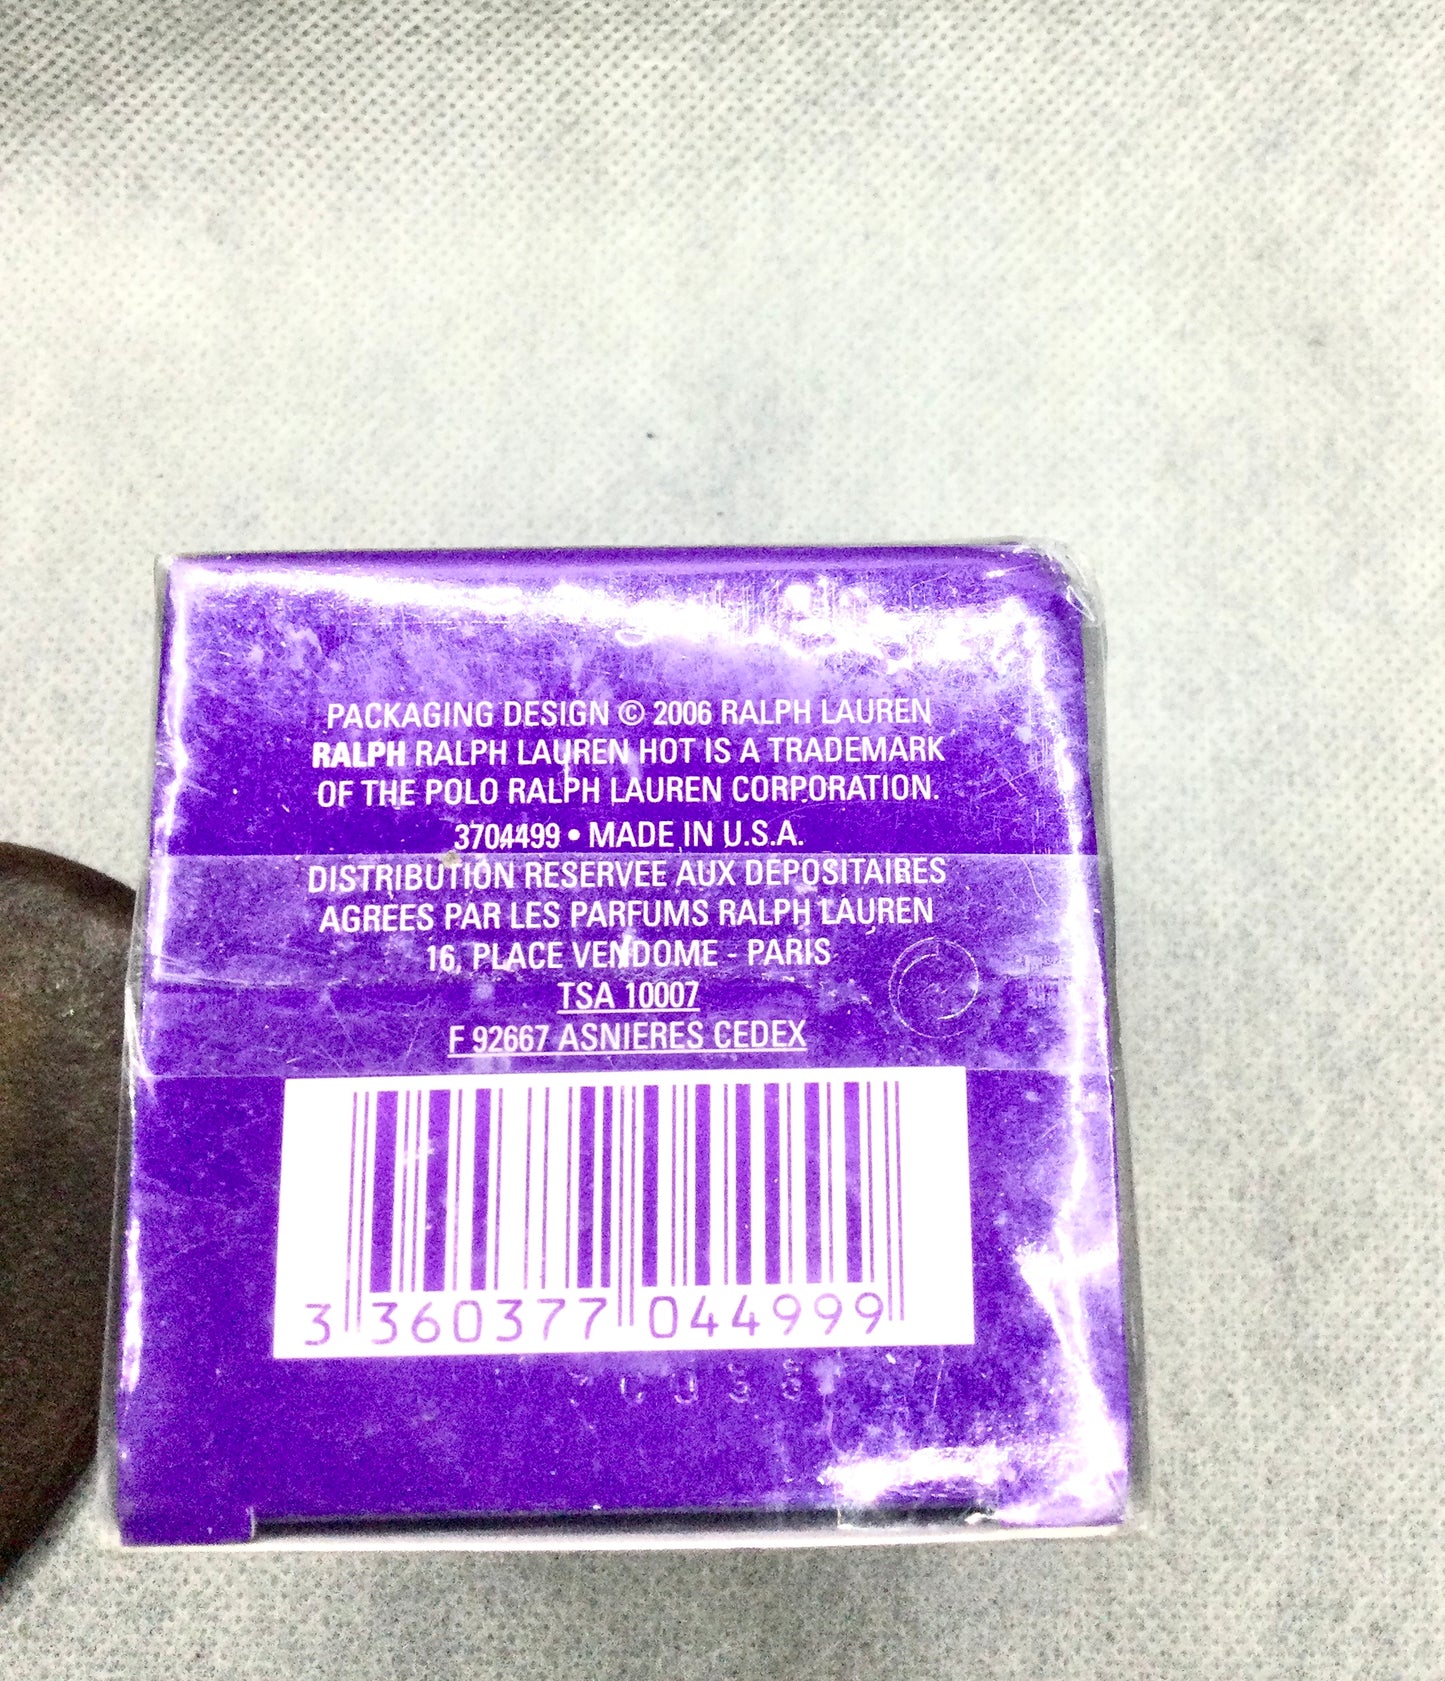 PACKAGING DESIGN © 2006 RALPH LAUREN
RALPH RALPH LAUREN HOT IS A TRADEMARK
OF THE POLO RALPH LAUREN CORPORATION.
3704499 • MADE IN U.S.A.
DISTRIBUTION RESERVEE AUX DEPOSITAIRES
AGREES PAR LES PARFUMS RALPH LAUREN
16, PLACE VENDOME - PARIS
TSA 10007
F 92667 ASNIERES CEDEX
3 360377 044999